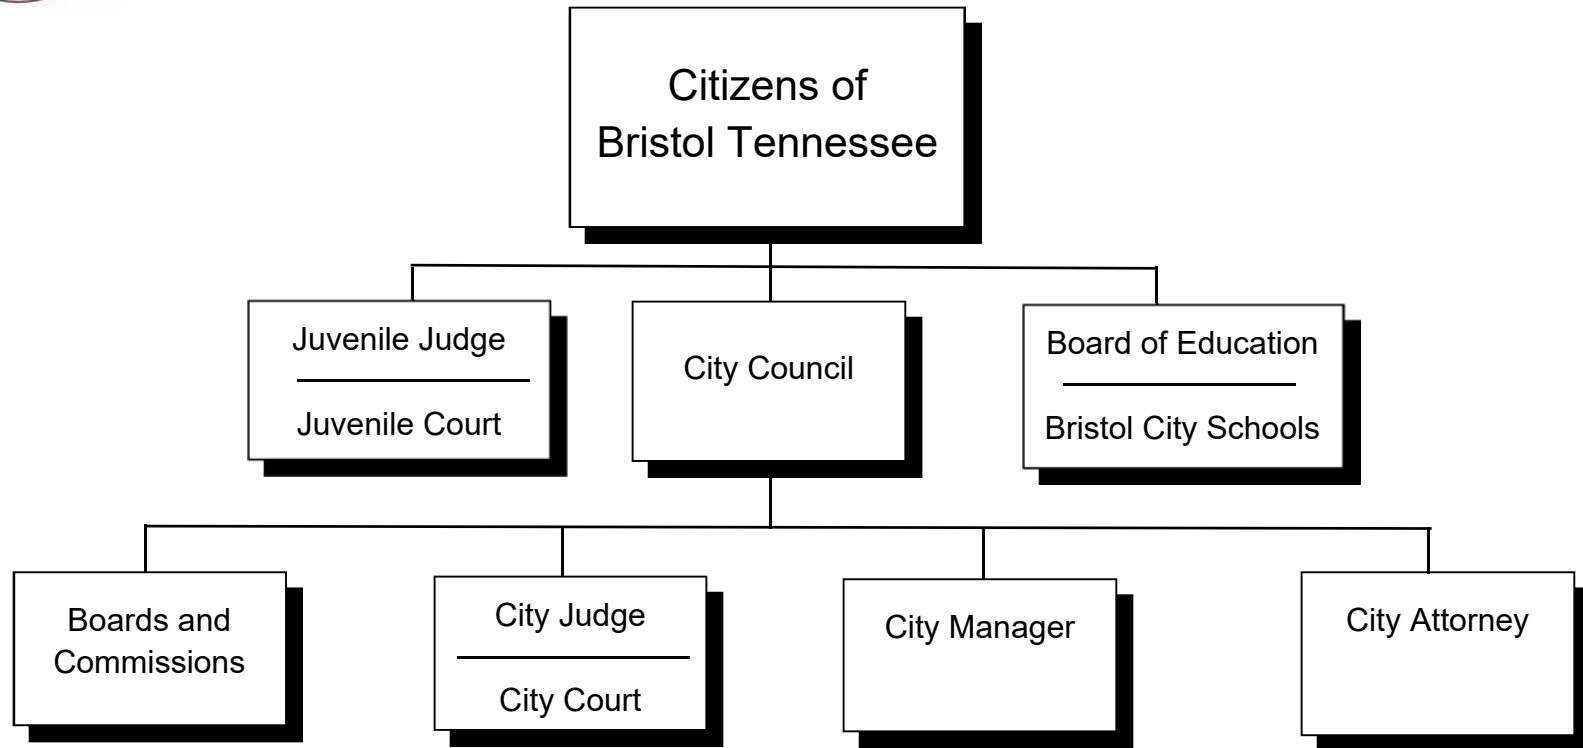 Citizens of
Bristol Tennessee
Juvenile Judge
Juvenile Court
City Council
Board of Education
Bristol City Schools
Boards and
Commissions
City Judge
City Court
City Manager
City Attorney